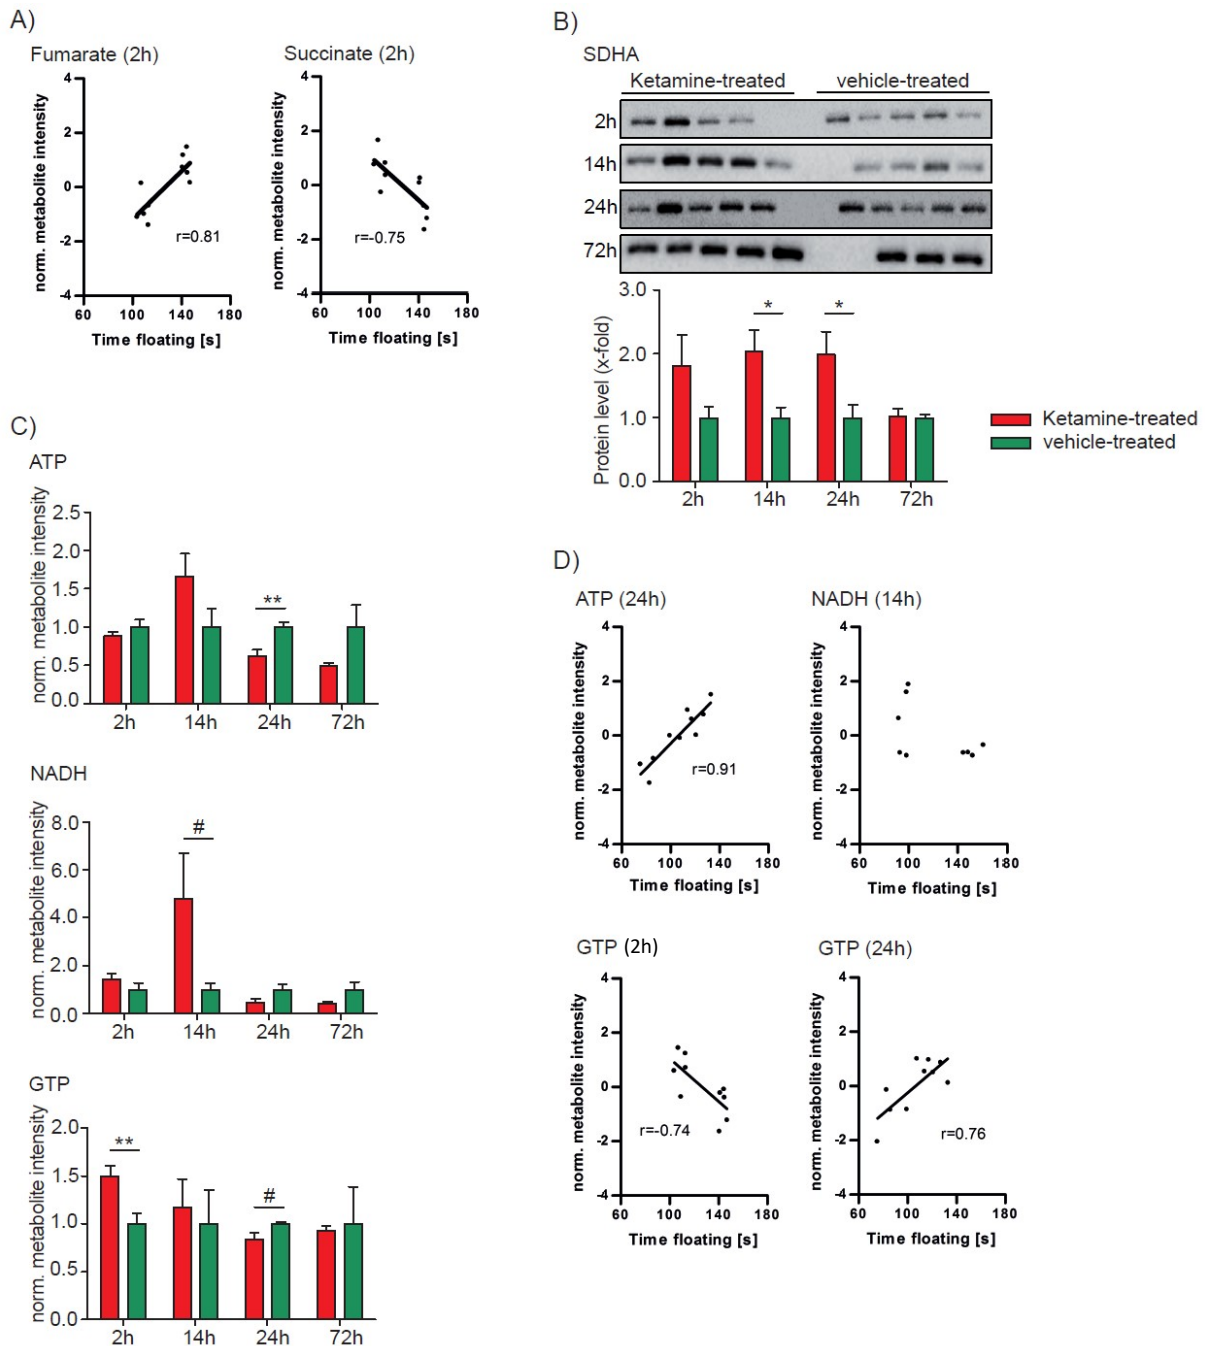 A)
Fumarate (2h)
norm. metabolite intensity
4
2
0
-2
-4
r=0.81
60 100 140 180
Time floating [s]
Succinate (2h)
norm. metabolite intensity
4
2
0
-2
-4
r=-0.75
60 100 140 180
Time floating [s]
B)
SDHA
Ketamine-treated vehicle-treated
2h
14h
24h
72h
Protein level (x-fold)
3.0
2.0
1.0
0.0
* *
2h 14h 24h 72h
Ketamine-treated
vehicle-treated
C)
ATP
norm. metabolite intensity
2.5
2.0
1.5
1.0
0.5
0.0
**
2h 14h 24h 72h
NADH
norm. metabolite intensity
8.0
6.0
4.0
2.0
0.0
#
2h 14h 24h 72h
GTP
norm. metabolite intensity
2.0
1.5
1.0
0.5
0.0
**
#
2h 14h 24h 72h
D)
ATP (24h)
norm. metabolite intensity
4
2
0
-2
-4
r=0.91
60 100 140 180
Time floating [s]
NADH (14h)
norm. metabolite intensity
4
2
0
-2
-4
60 100 140 180
Time floating [s]
GTP (2h)
norm. metabolite intensity
4
2
0
-2
-4
r=-0.74
60 100 140 180
Time floating [s]
GTP (24h)
norm. metabolite intensity
4
2
0
-2
-4
r=0.76
60 100 140 180
Time floating [s]